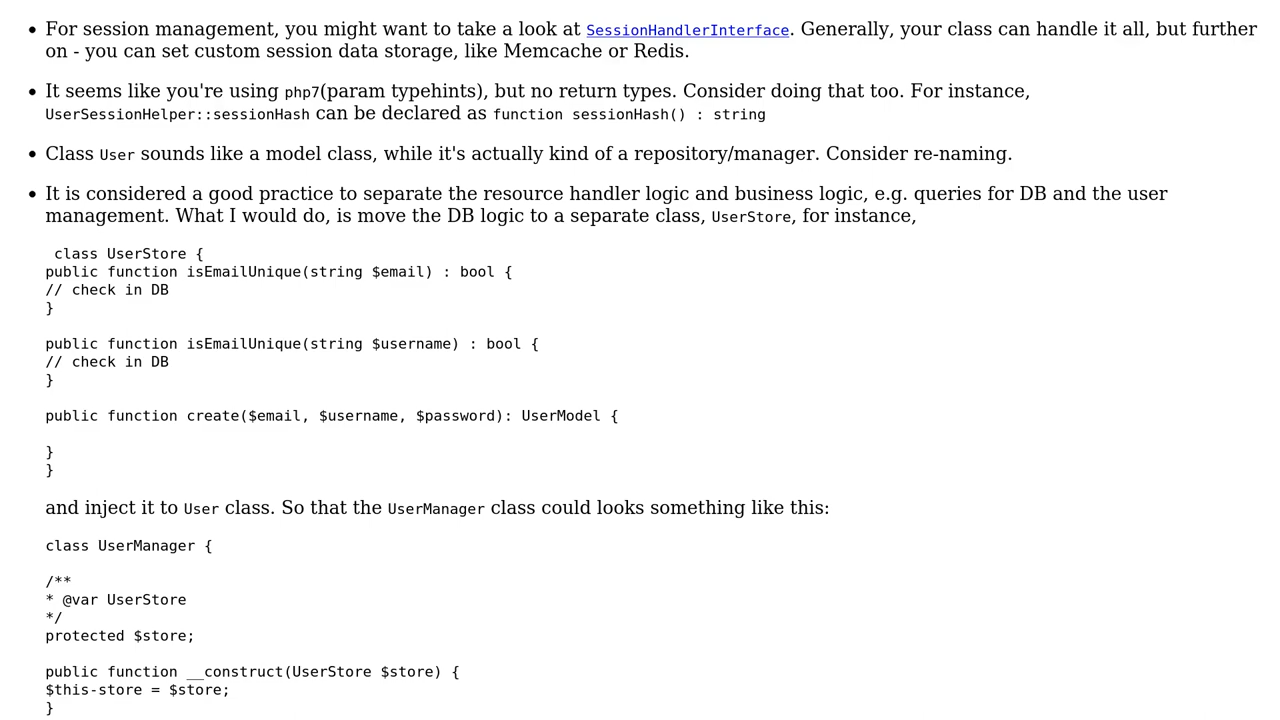 • For session management, you might want to take a look at SessionHandlerInterface. Generally, your class can handle it all, but further
on - you can set custom session data storage, like Memcache or Redis.
• It seems like you're using php7(param typehints), but no return types. Consider doing that too. For instance,
UserSessionHelper::sessionHash can be declared as function sessionHash() : string
• Class User sounds like a model class, while it's actually kind of a repository/manager. Consider re-naming.
• It is considered a good practice to separate the resource handler logic and business logic, e.g. queries for DB and the user
management. What I would do, is move the DB logic to a separate class, UserStore, for instance,
class UserStore {
public function isEmailUnique(string $email) : bool {
// check in DB
}
public function isEmailUnique(string $username) : bool {
// check in DB
}
public function create($email, $username, $password): UserModel {
}
}
and inject it to User class. So that the UserManager class could looks something like this:
class UserManager {
/**
* @var UserStore
*/
protected $store;
public function __construct(UserStore $store) {
$this-store = $store;
}